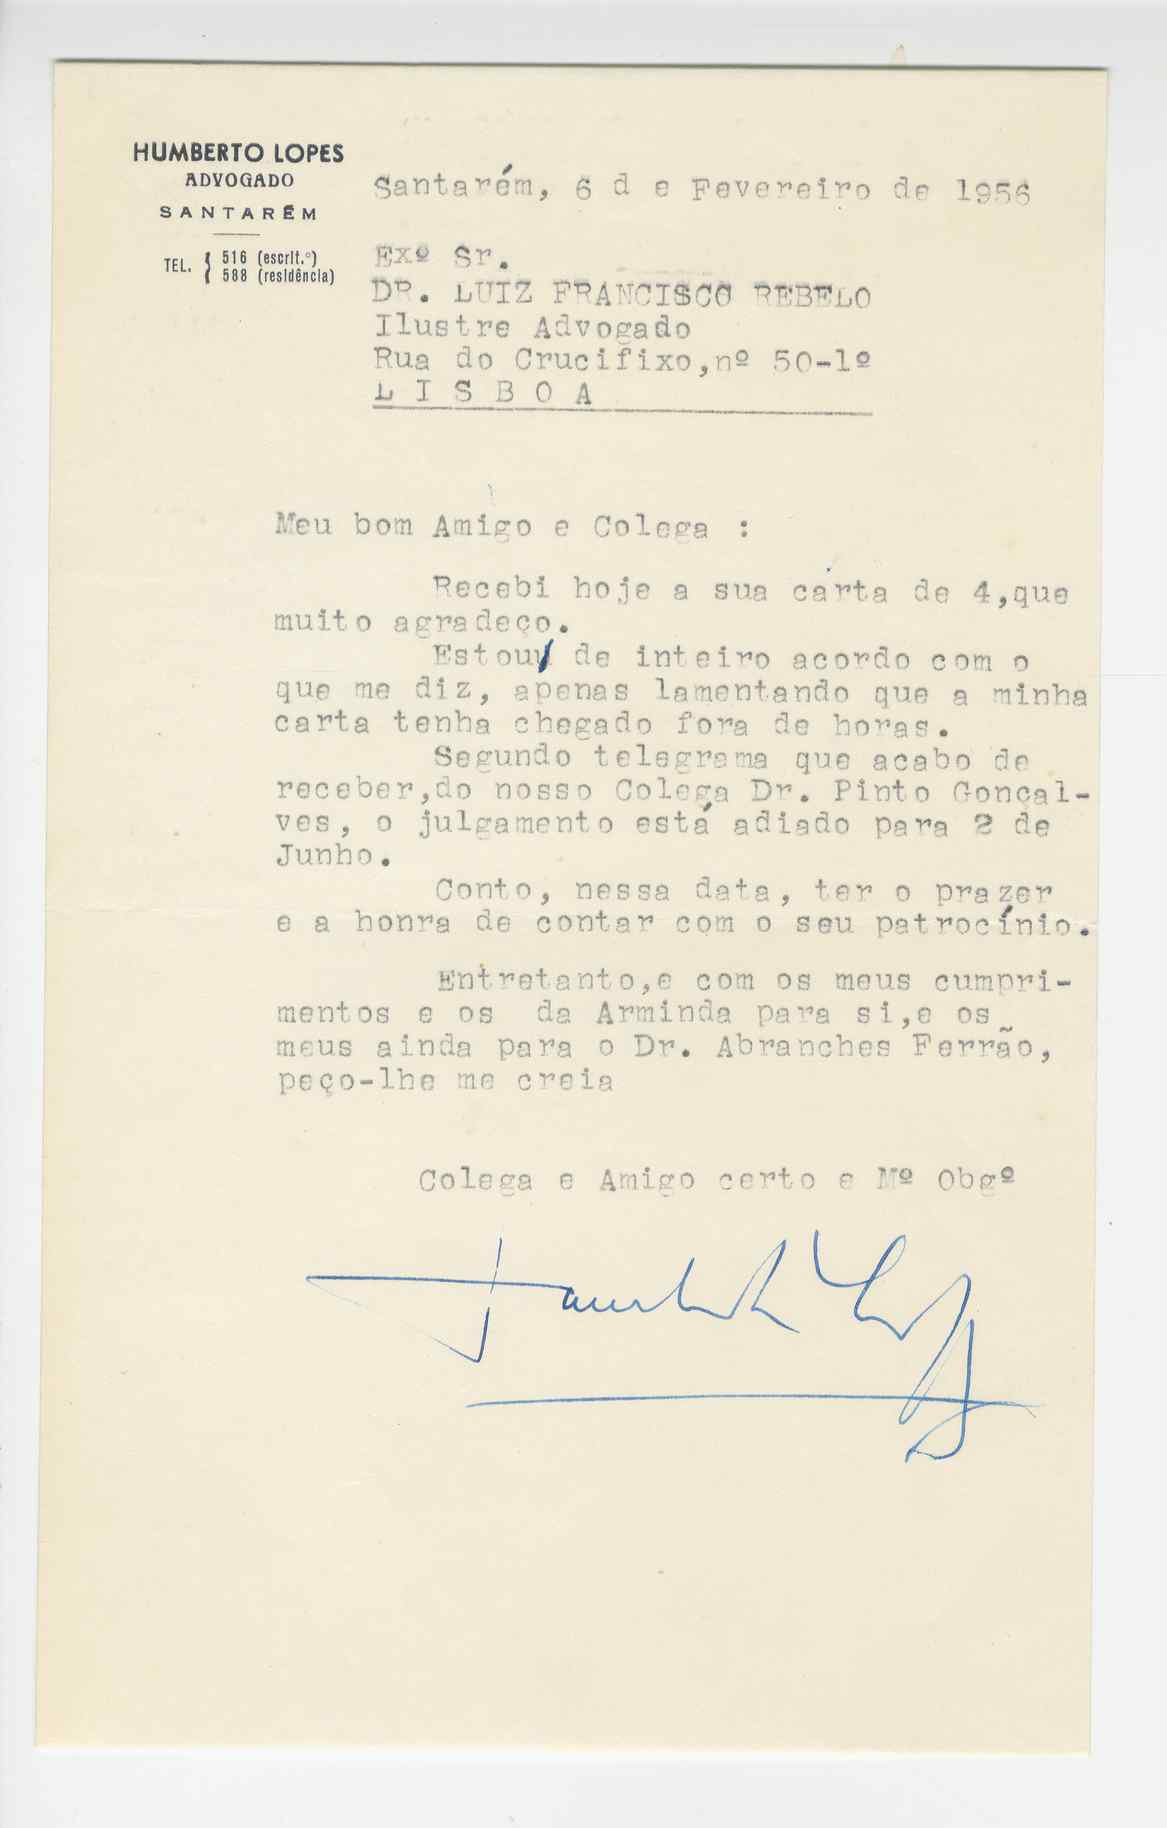 HUMBERTO LOPES
ADVOGADO
SANTARÉM
TEL. { 516 (escrit.º)
588 (residência)
Santarém, 6 d e Fevereiro de 1956
Exº Sr.
DR. LUIZ FRANCISCO REBELO
Ilustre Advogado
Rua do Crucifixo,nº 50-1º
L I S B O A
Meu bom Amigo e Colega :
Recebi hoje a sua carta de 4,que
muito agradeço.
Estou de inteiro acordo com o
que me diz, apenas lamentando que a minha
carta tenha chegado fora de horas.
Segundo telegrama que acabo de
receber,do nosso Colega Dr. Pinto Gonçal-
ves, o julgamento está adiado para 2 de
Junho.
Conto, nessa data, ter o prazer
e a honra de contar com o seu patrocínio.
Entretanto,e com os meus cumpri-
mentos e os da Arminda para si,e os
meus ainda para o Dr. Abranches Ferrão,
peço-lhe me creia
Colega e Amigo certo e Mº Obgº
Humberto Lopes